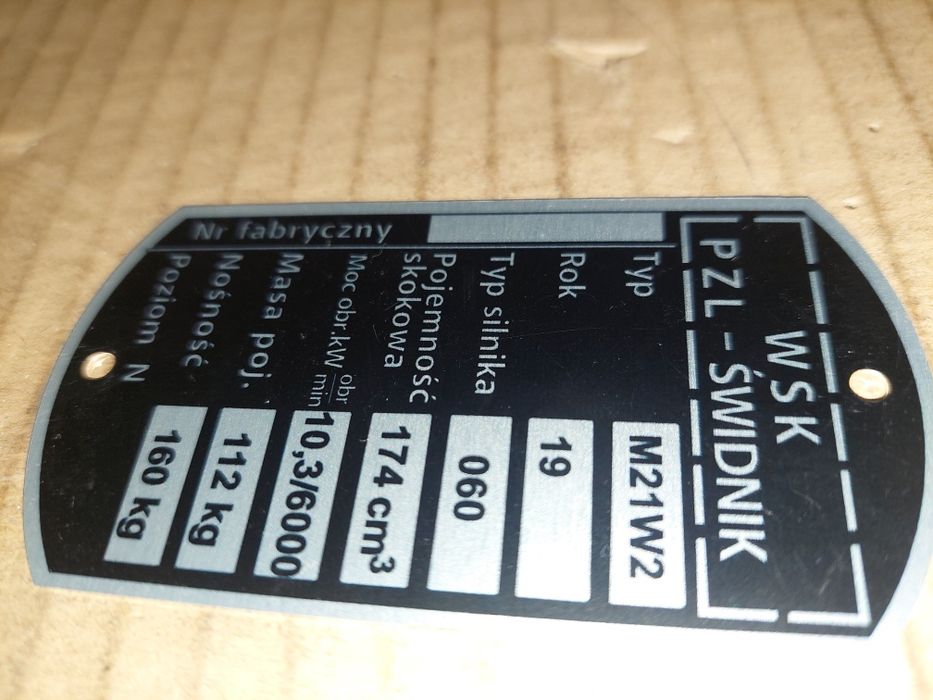 WSK
PZL-ŚWIDNIK
Typ M21W2
Rok 19
Typ silnika 060
Pojemność
skokowa 174 cm³
Moc obr.kW obr/min 10,3/6000
Masa poj. 112 kg
Nośność 160 kg
Poziom N
Nr fabryczny